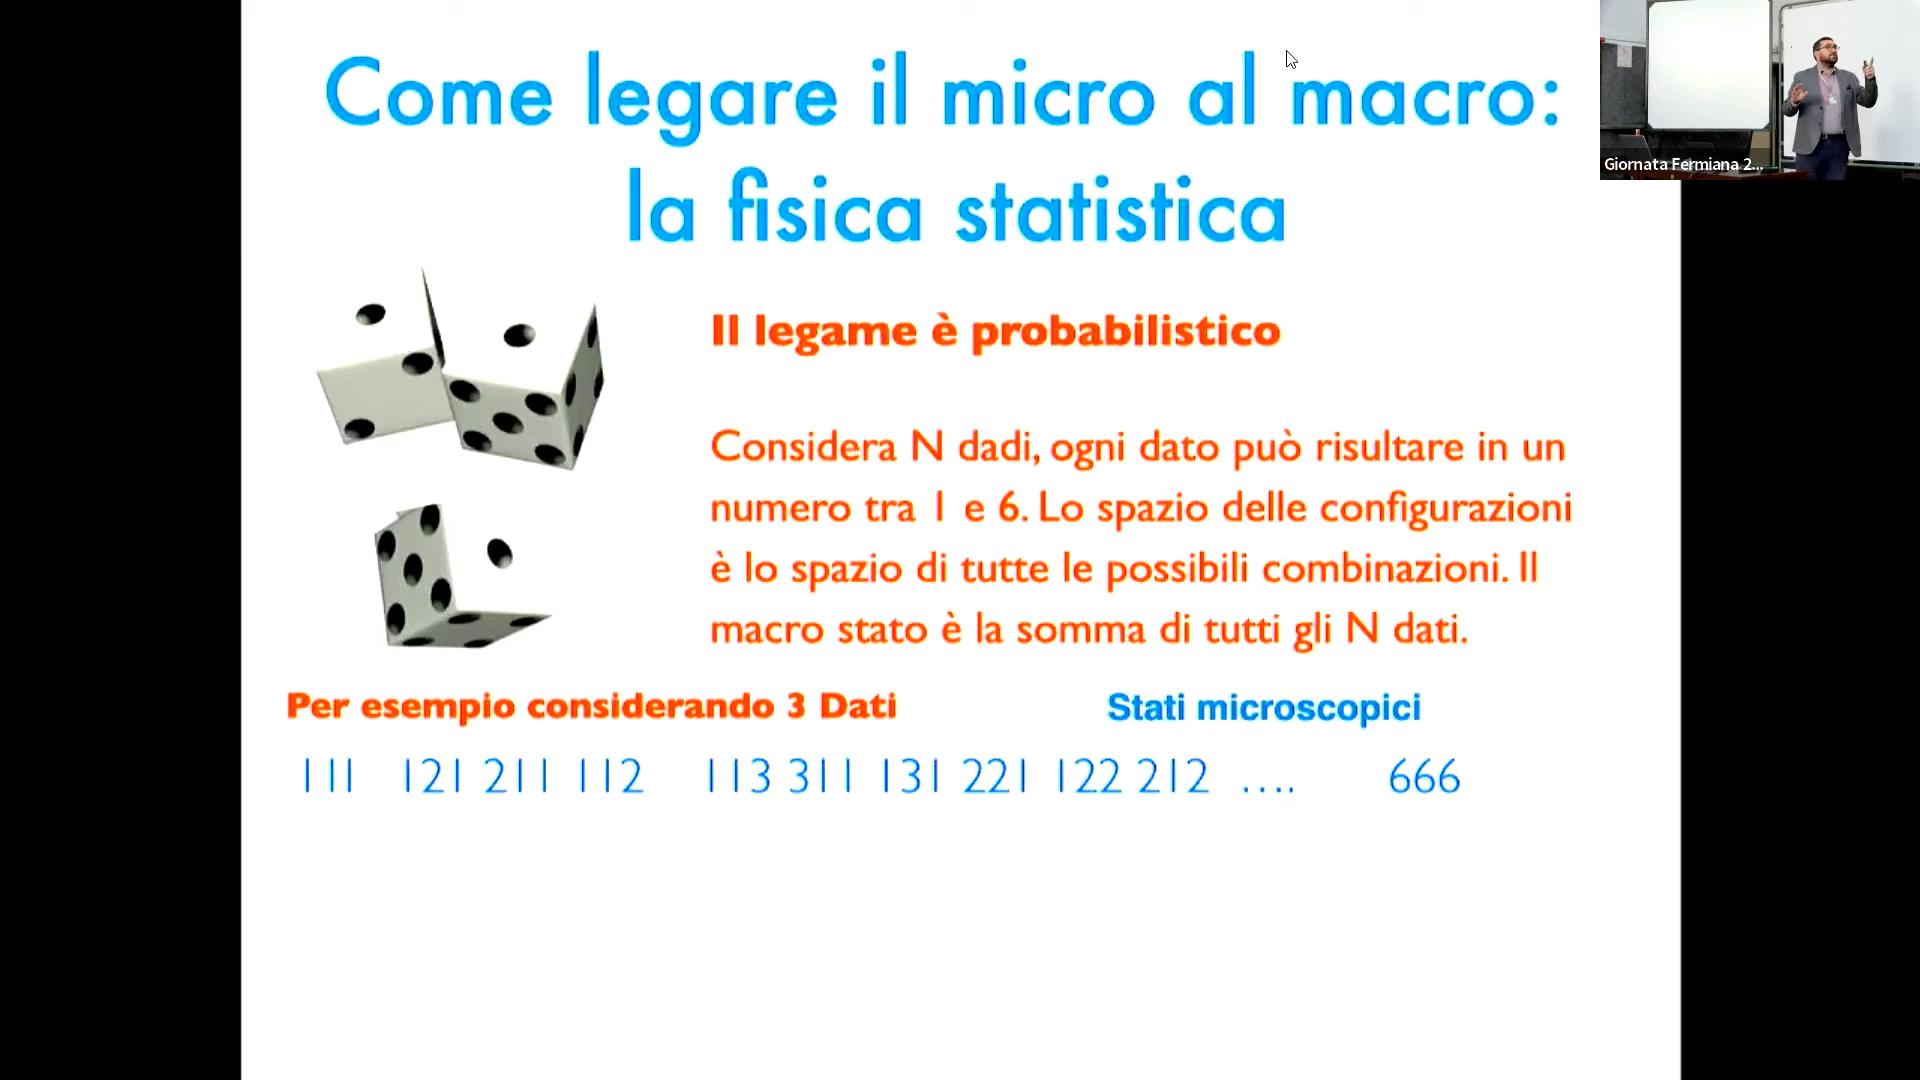 Come legare il micro al macro:
la fisica statistica
Il legame è probabilistico
Considera N dadi, ogni dato può risultare in un
numero tra 1 e 6. Lo spazio delle configurazioni
è lo spazio di tutte le possibili combinazioni. Il
macro stato è la somma di tutti gli N dati.
Per esempio considerando 3 Dati
Stati microscopici
111 121 211 112 113 311 131 221 122 212 .... 666
Giornata Fermiana 2...